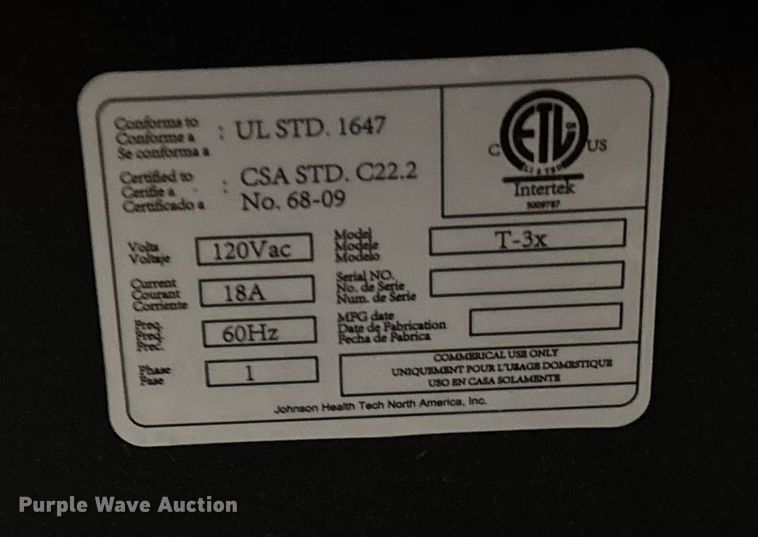 Conforms to
Conforme a
Se conforma a
: UL STD. 1647
Certified to
Certifie a
Certificado a
: CSA STD. C22.2
No. 68-09
C ETL US
Intertek
Volts
Voltaje
120Vac
Current
Courant
Corriente
18A
Freq.
Freq.
Frec.
60Hz
Phase
Fase
1
Model
Modele
Modelo
T-3x
Serial NO.
No. de Serie
Num. de Serie
MFG date
Date de Fabrication
Fecha de Fabrica
COMMERICAL USE ONLY
UNIQUEMENT POUR L'USAGE DOMESTIQUE
USO EN CASA SOLAMENTE
Johnson Health Tech North America, Inc.
Purple Wave Auction